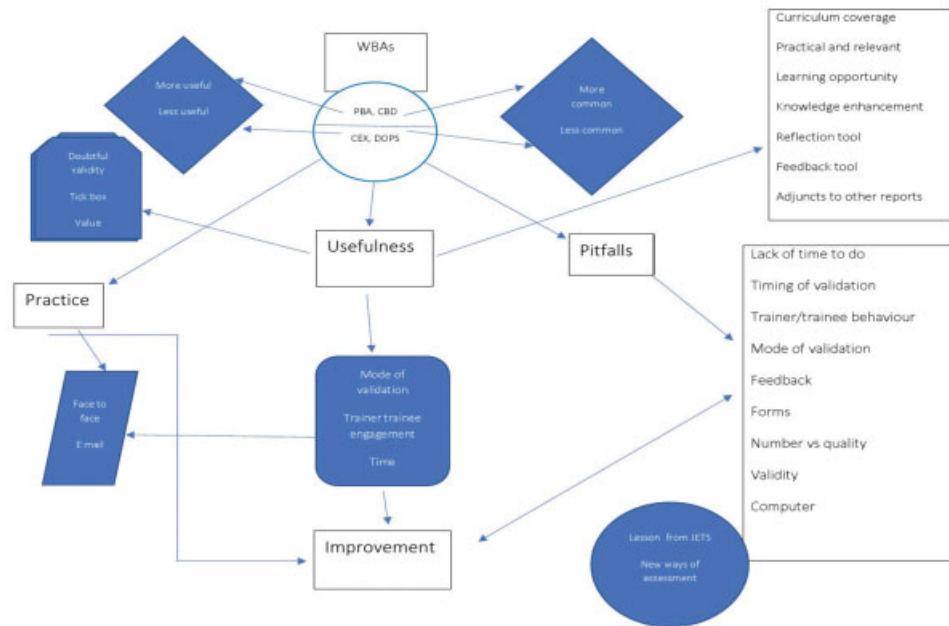 WBAs
PBA, CBD
CEX, DOPS
More useful
Less useful
More
common
Less common
Curriculum coverage
Practical and relevant
Learning opportunity
Knowledge enhancement
Reflection tool
Feedback tool
Adjuncts to other reports
Doubtful
validity
Tick box
Value
Usefulness
Pitfalls
Practice
Lack of time to do
Timing of validation
Trainer/trainee behaviour
Mode of validation
Feedback
Forms
Number vs quality
Validity
Computer
Face to
face
E mail
Mode of
validation
Trainer trainee
engagement
Time
Improvement
Lesson from JETS
New ways of
assessment